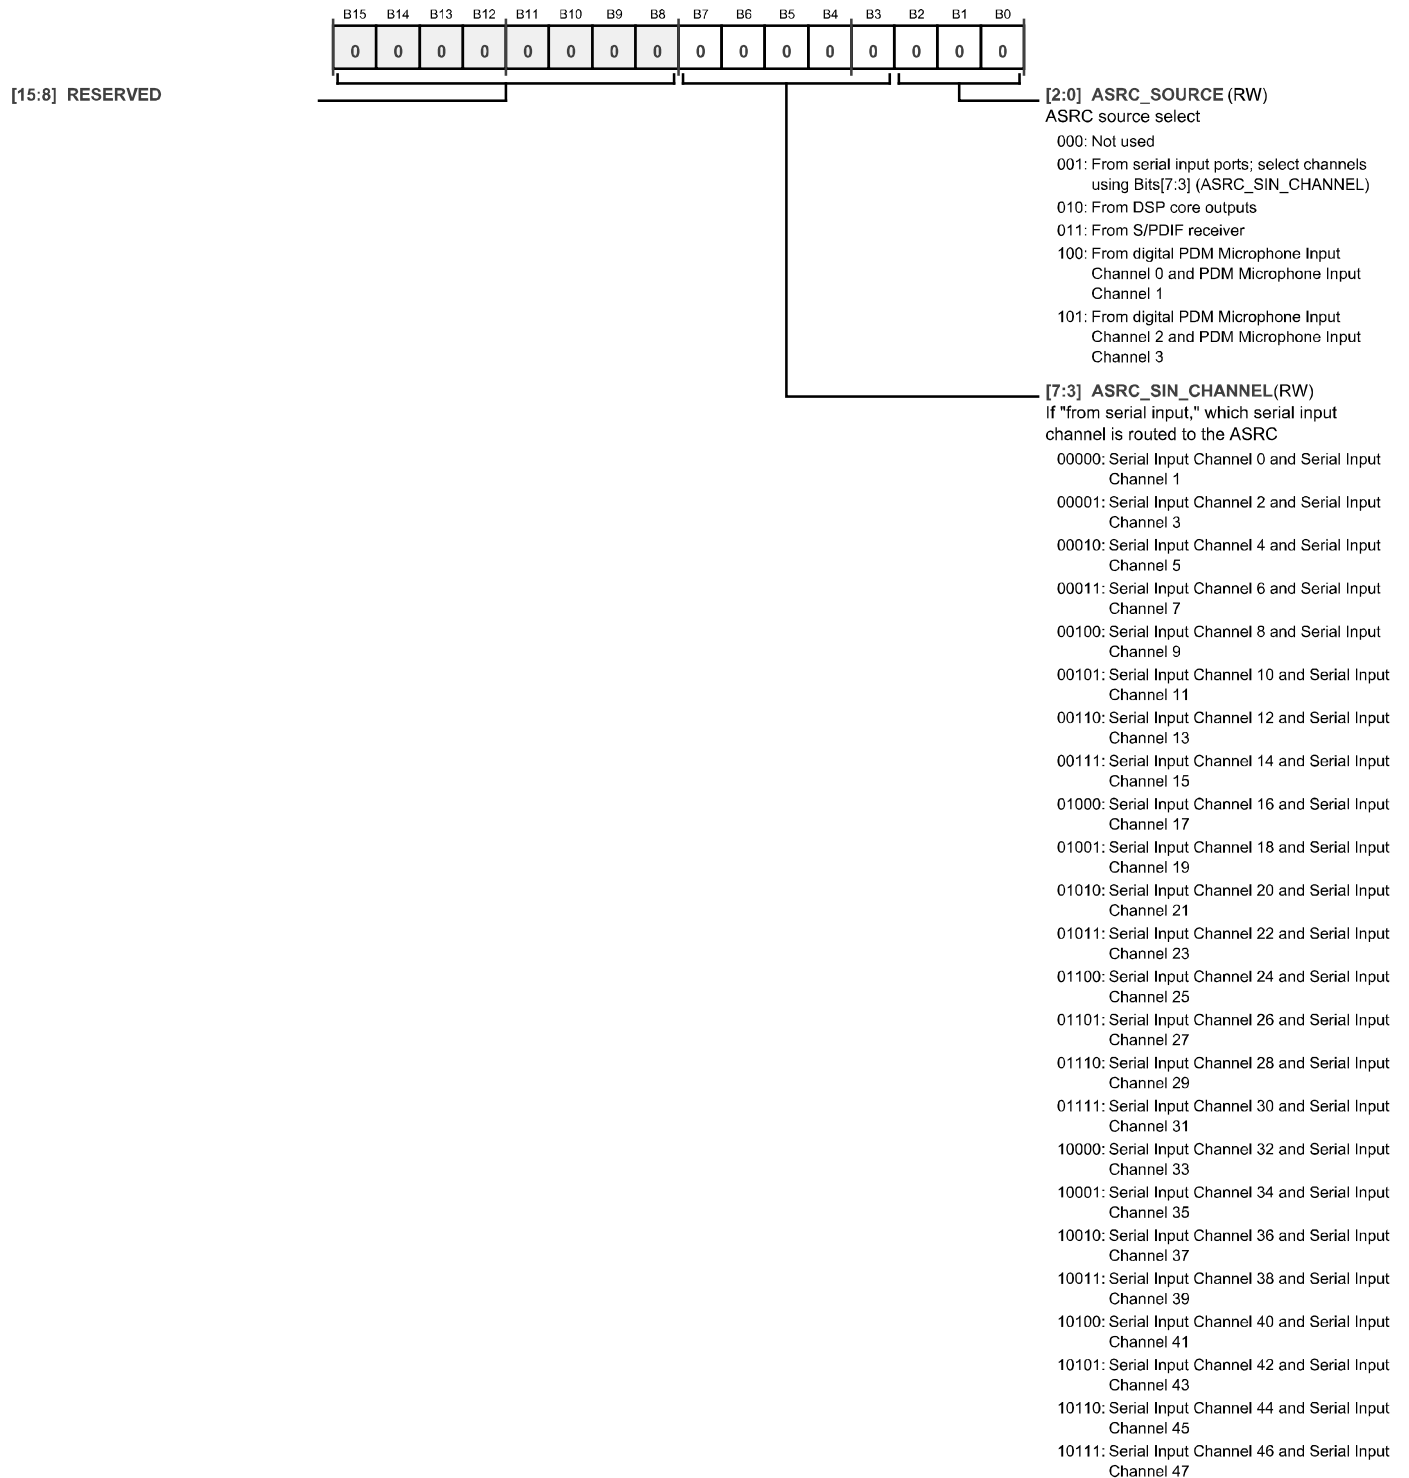 B15 B14 B13 B12 B11 B10 B9 B8 B7 B6 B5 B4 B3 B2 B1 B0
0 0 0 0 0 0 0 0 0 0 0 0 0 0 0 0
[15:8] RESERVED
[2:0] ASRC_SOURCE (RW)
ASRC source select
000: Not used
001: From serial input ports; select channels
using Bits[7:3] (ASRC_SIN_CHANNEL)
010: From DSP core outputs
011: From S/PDIF receiver
100: From digital PDM Microphone Input
Channel 0 and PDM Microphone Input
Channel 1
101: From digital PDM Microphone Input
Channel 2 and PDM Microphone Input
Channel 3
[7:3] ASRC_SIN_CHANNEL(RW)
If "from serial input," which serial input
channel is routed to the ASRC
00000: Serial Input Channel 0 and Serial Input
Channel 1
00001: Serial Input Channel 2 and Serial Input
Channel 3
00010: Serial Input Channel 4 and Serial Input
Channel 5
00011: Serial Input Channel 6 and Serial Input
Channel 7
00100: Serial Input Channel 8 and Serial Input
Channel 9
00101: Serial Input Channel 10 and Serial Input
Channel 11
00110: Serial Input Channel 12 and Serial Input
Channel 13
00111: Serial Input Channel 14 and Serial Input
Channel 15
01000: Serial Input Channel 16 and Serial Input
Channel 17
01001: Serial Input Channel 18 and Serial Input
Channel 19
01010: Serial Input Channel 20 and Serial Input
Channel 21
01011: Serial Input Channel 22 and Serial Input
Channel 23
01100: Serial Input Channel 24 and Serial Input
Channel 25
01101: Serial Input Channel 26 and Serial Input
Channel 27
01110: Serial Input Channel 28 and Serial Input
Channel 29
01111: Serial Input Channel 30 and Serial Input
Channel 31
10000: Serial Input Channel 32 and Serial Input
Channel 33
10001: Serial Input Channel 34 and Serial Input
Channel 35
10010: Serial Input Channel 36 and Serial Input
Channel 37
10011: Serial Input Channel 38 and Serial Input
Channel 39
10100: Serial Input Channel 40 and Serial Input
Channel 41
10101: Serial Input Channel 42 and Serial Input
Channel 43
10110: Serial Input Channel 44 and Serial Input
Channel 45
10111: Serial Input Channel 46 and Serial Input
Channel 47